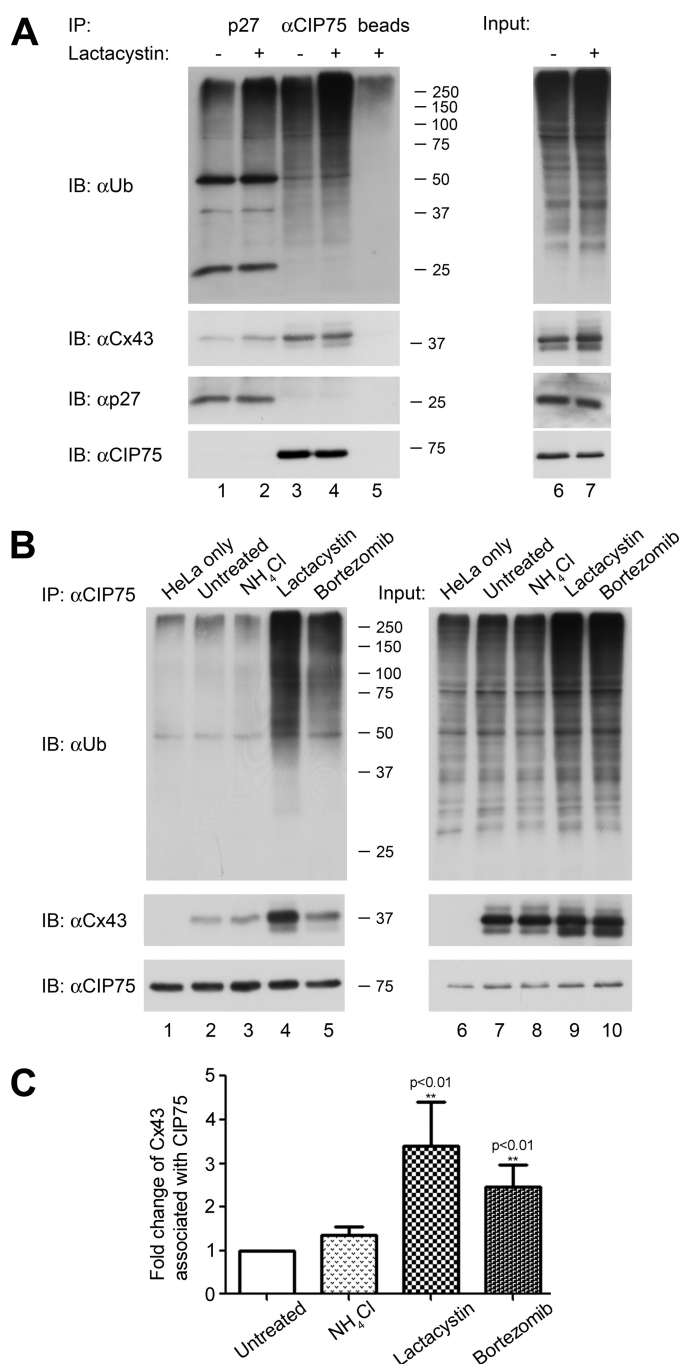 A
IP: p27 αCIP75 beads Input:
Lactacystin: - + - + + - +
250
150
100
75
IB: αUb
50
37
25
IB: αCx43
37
IB: αp27
25
IB: αCIP75
75
1 2 3 4 5 6 7
B
HeLa only Untreated NH4Cl Lactacystin Bortezomib HeLa only Untreated NH4Cl Lactacystin Bortezomib
IP: αCIP75 Input:
250
150
100
75
50
IB: αUb
37
25
IB: αCx43
37
IB: αCIP75
75
1 2 3 4 5 6 7 8 9 10
C
Fold change of Cx43
associated with CIP75
5
4
3
2
1
0
p<0.01
**
p<0.01
**
Untreated NH4Cl Lactacystin Bortezomib